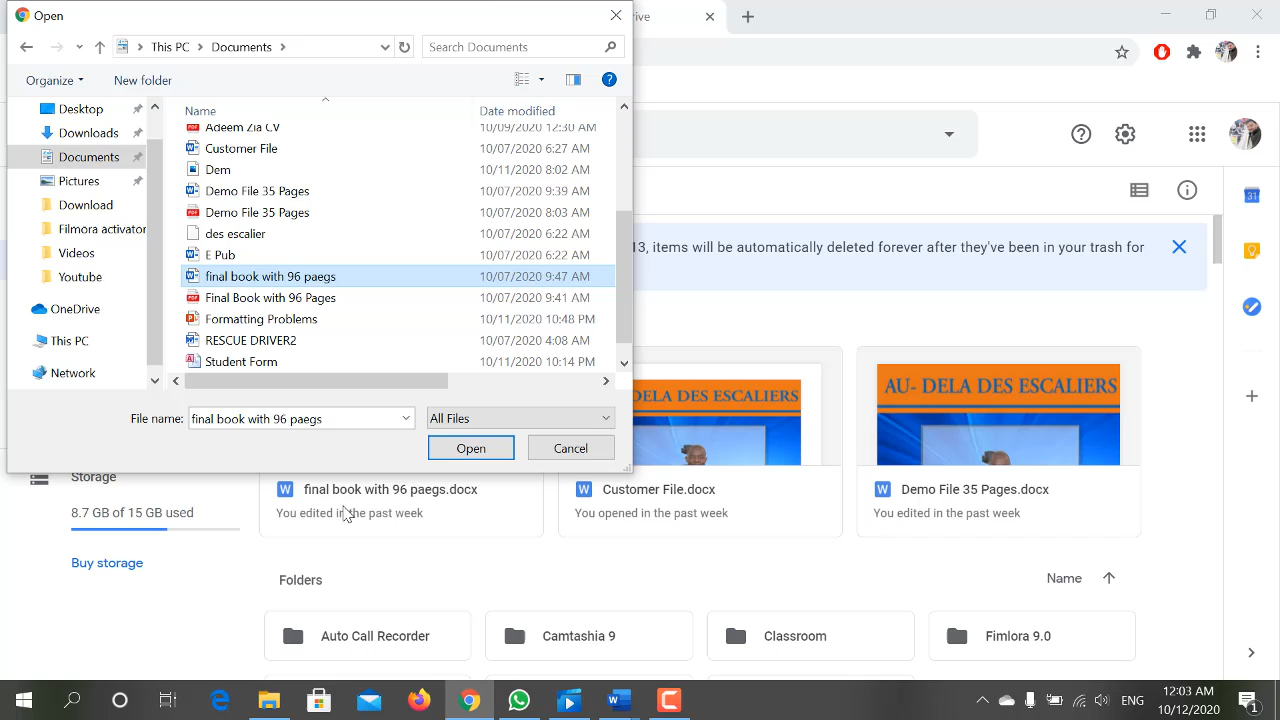 Open
rive
This PC
Documents
Search Documents
Organize
New folder
Name
Date modified
Desktop
Downloads
Documents
Pictures
Download
Filmora activator
Videos
Youtube
OneDrive
This PC
Network
Adeem Zia CV 10/09/2020 12:30 AM
Customer File 10/07/2020 6:27 AM
Dem 10/11/2020 8:02 AM
Demo File 35 Pages 10/07/2020 9:39 AM
Demo File 35 Pages 10/07/2020 8:03 AM
des escalier 10/07/2020 6:22 AM
E Pub 10/07/2020 6:22 AM
final book with 96 paegs 10/07/2020 9:47 AM
Final Book with 96 Pages 10/07/2020 9:41 AM
Formatting Problems 10/11/2020 10:48 PM
RESCUE DRIVER2 10/07/2020 4:08 AM
Student Form 10/11/2020 10:14 PM
File name: final book with 96 paegs
All Files
Open
Cancel
13, items will be automatically deleted forever after they've been in your trash for
DELA DES ESCALIERS
AU- DELA DES ESCALIERS
Storage
8.7 GB of 15 GB used
Buy storage
final book with 96 paegs.docx
You edited in the past week
Customer File.docx
You opened in the past week
Demo File 35 Pages.docx
You edited in the past week
Folders
Name
Auto Call Recorder
Camtashia 9
Classroom
Fimlora 9.0
31
ENG
12:03 AM
10/12/2020
1